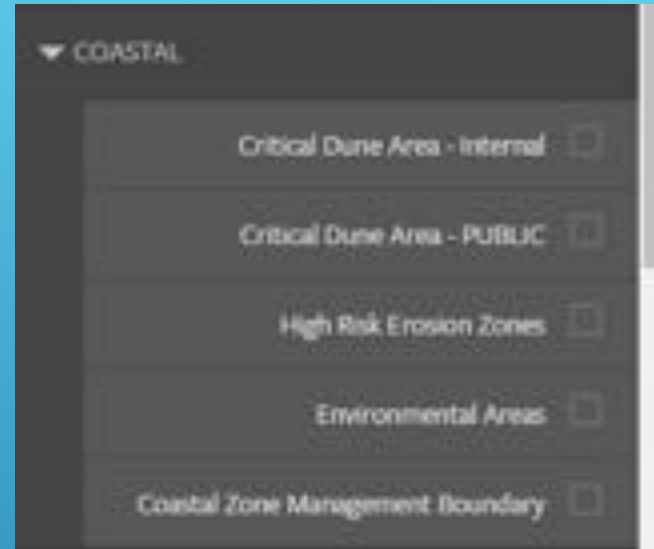 COASTAL
Critical Dune Area - Internal
Critical Dune Area - PUBLIC
High Risk Erosion Zones
Environmental Areas
Coastal Zone Management Boundary